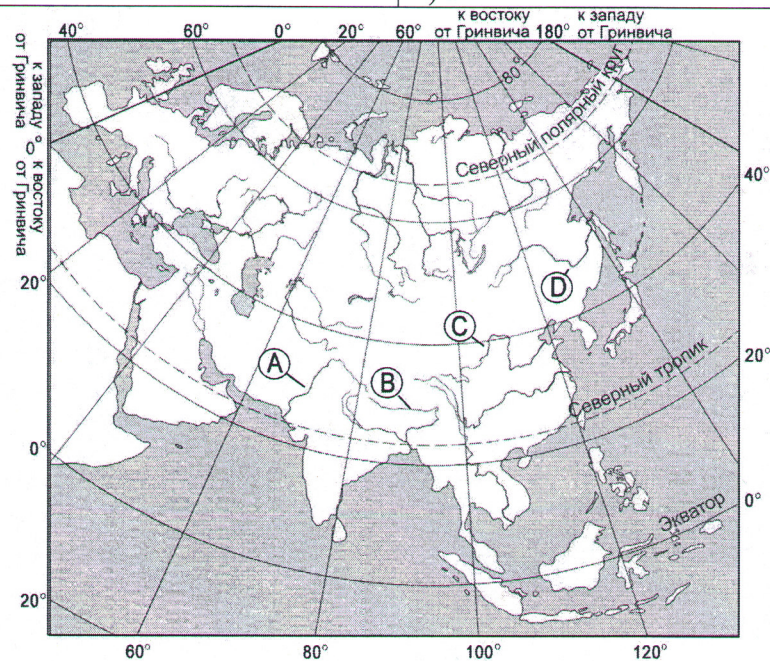 к востоку
от Гринвича
к западу
от Гринвича
40°
60°
0°
20°
60°
180°
к западу
от Гринвича
0°
к востоку
от Гринвича
80°
Северный полярный круг
40°
20°
D
C
A
B
20°
Северный тропик
0°
0°
Экватор
20°
60°
80°
100°
120°